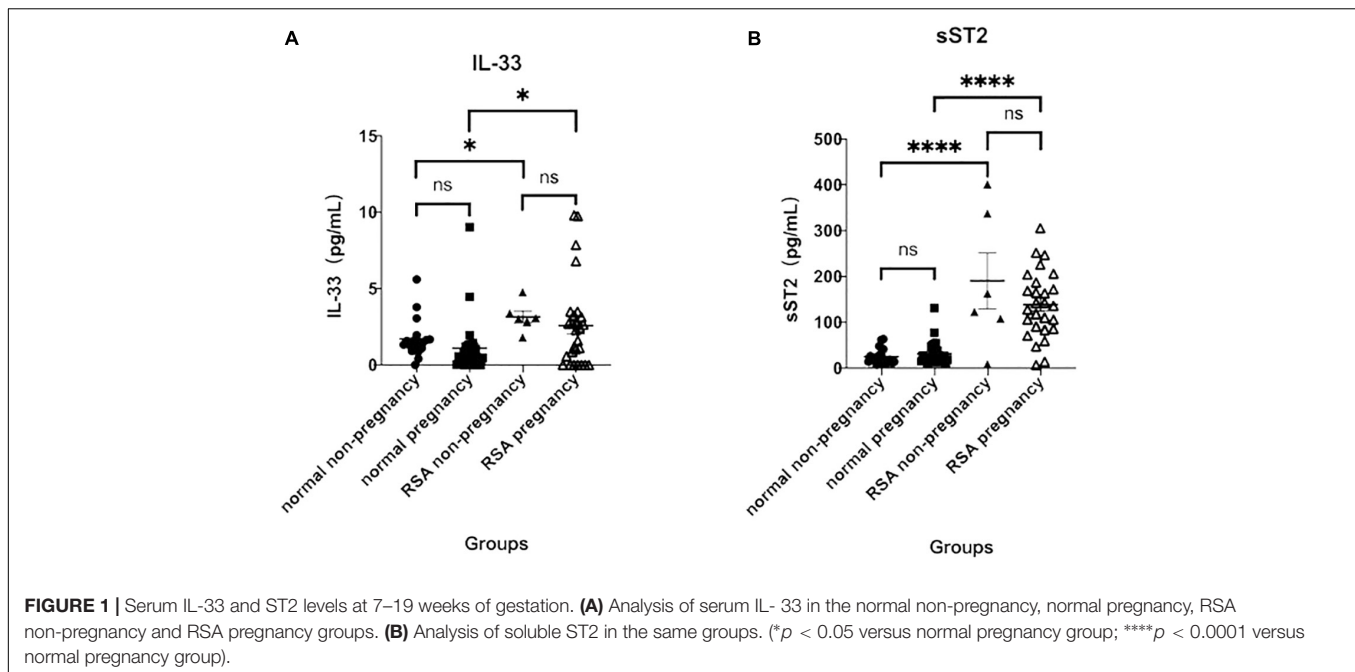 A
IL-33
*
*
ns
ns
15
10
5
0
IL-33 (pg/mL)
normal non-pregnancy
normal pregnancy
RSA non-pregnancy
RSA pregnancy
Groups
B
sST2
****
ns
****
ns
500
400
300
200
100
0
sST2 (pg/mL)
normal non-pregnancy
normal pregnancy
RSA non-pregnancy
RSA pregnancy
Groups
FIGURE 1 | Serum IL-33 and ST2 levels at 7–19 weeks of gestation. (A) Analysis of serum IL- 33 in the normal non-pregnancy, normal pregnancy, RSA
non-pregnancy and RSA pregnancy groups. (B) Analysis of soluble ST2 in the same groups. (*p < 0.05 versus normal pregnancy group; ****p < 0.0001 versus
normal pregnancy group).